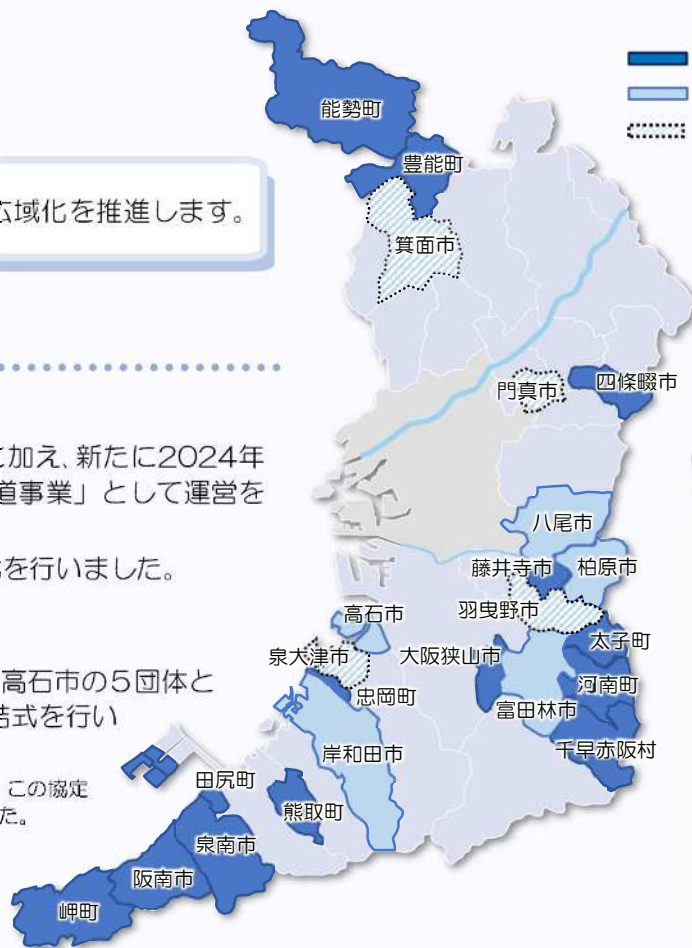 広域化を推進します。
に加え、新たに2024年
道事業」として運営を
を行いました。
高石市の5団体と
結式を行い
この協定
た。
能勢町
豊能町
箕面市
門真市
四條畷市
八尾市
藤井寺市
柏原市
羽曳野市
高石市
太子町
泉大津市
大阪狭山市
河南町
忠岡町
富田林市
岸和田市
千早赤阪村
田尻町
熊取町
泉南市
阪南市
岬町